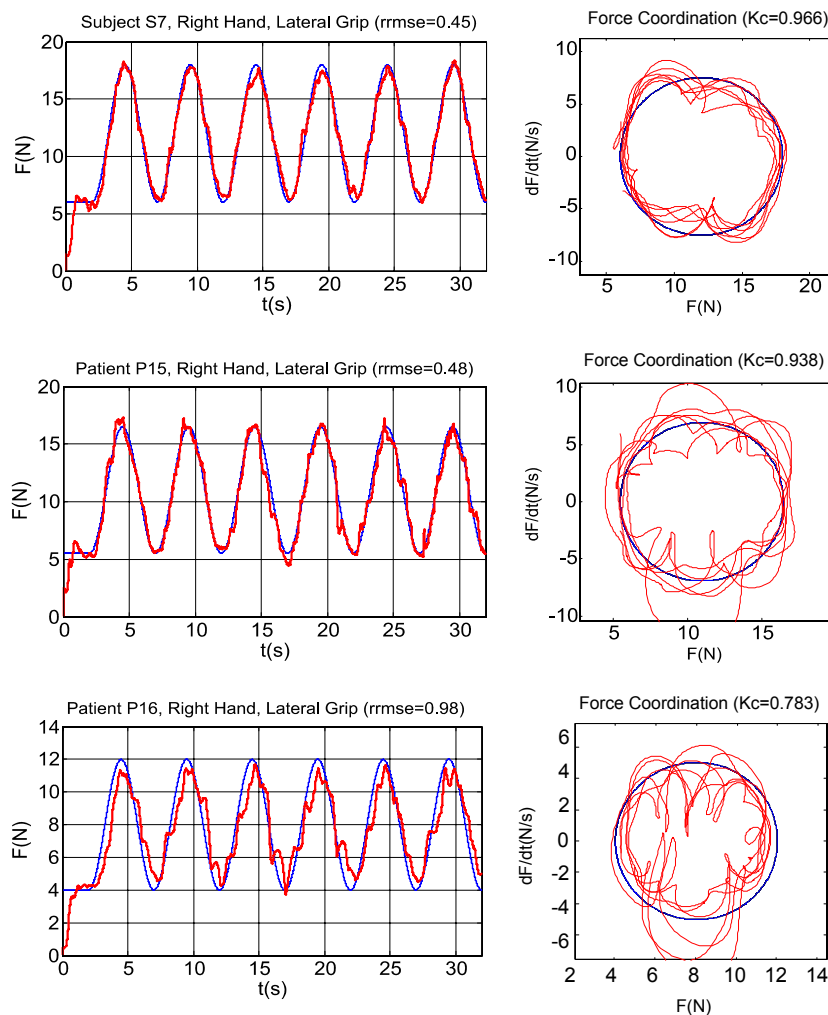 Subject S7, Right Hand, Lateral Grip (rrmse=0.45)
20
15
10
5
0
F(N)
0 5 10 15 20 25 30
t(s)
Force Coordination (Kc=0.966)
10
5
0
-5
-10
dF/dt(N/s)
5 10 15 20
F(N)
Patient P15, Right Hand, Lateral Grip (rrmse=0.48)
20
15
10
5
0
F(N)
0 5 10 15 20 25 30
t(s)
Force Coordination (Kc=0.938)
10
5
0
-5
-10
dF/dt(N/s)
5 10 15
F(N)
Patient P16, Right Hand, Lateral Grip (rrmse=0.98)
14
12
10
8
6
4
2
0
F(N)
0 5 10 15 20 25 30
t(s)
Force Coordination (Kc=0.783)
6
4
2
0
-2
-4
-6
dF/dt(N/s)
2 4 6 8 10 12 14
F(N)